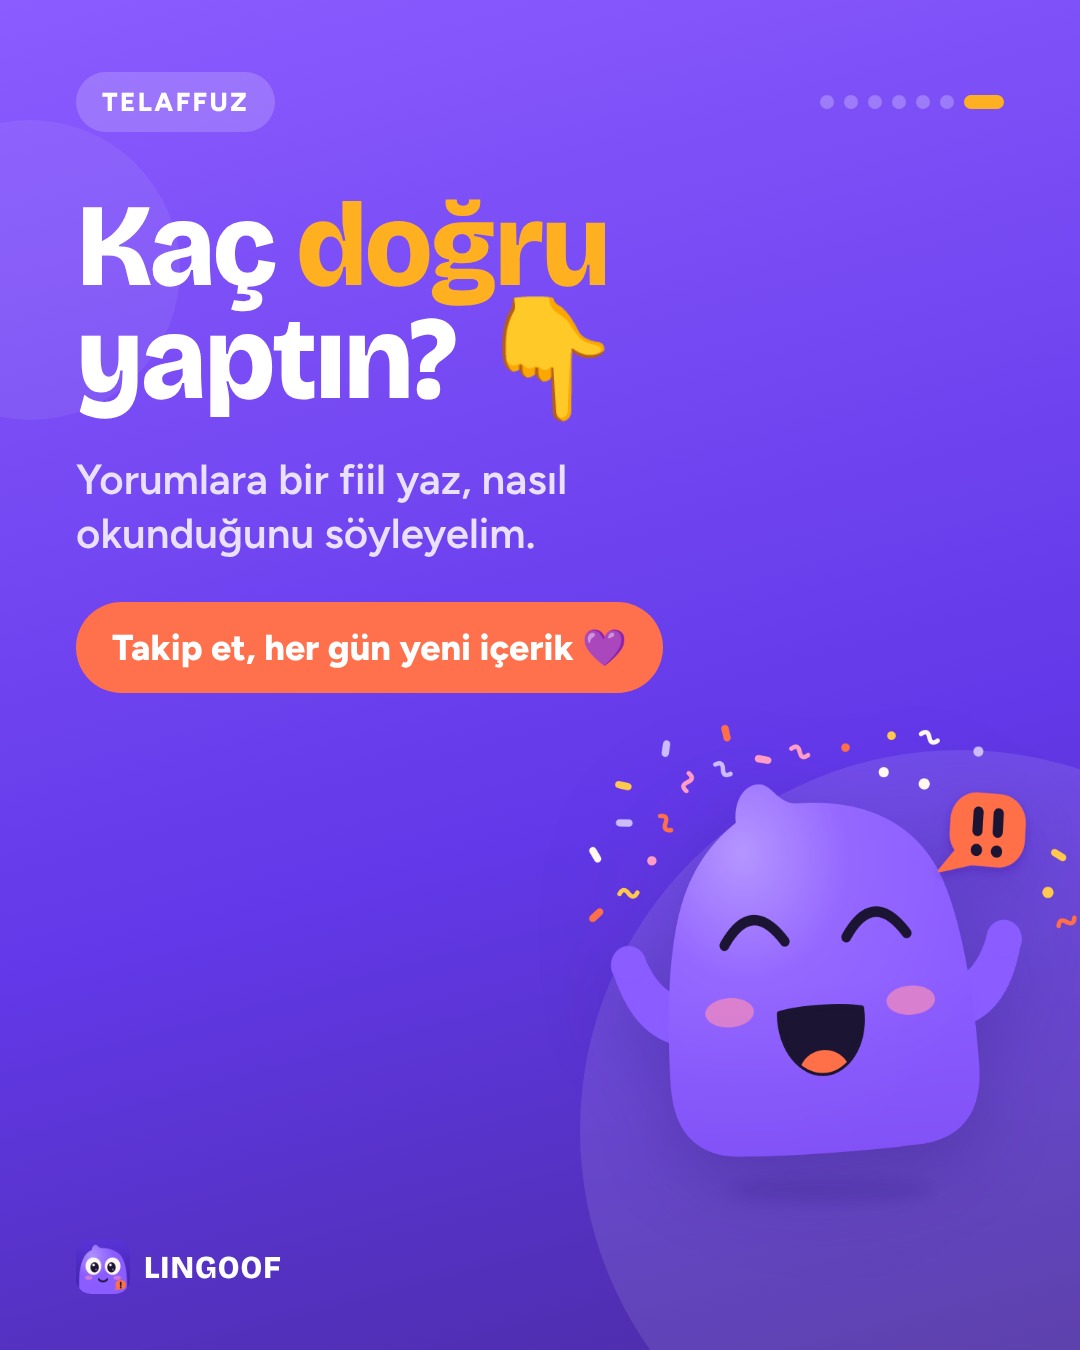 TELAFFUZ
Kaç doğru
yaptın? 👇
Yorumlara bir fiil yaz, nasıl
okunduğunu söyleyelim.
Takip et, her gün yeni içerik 💜
!!
LINGOOF